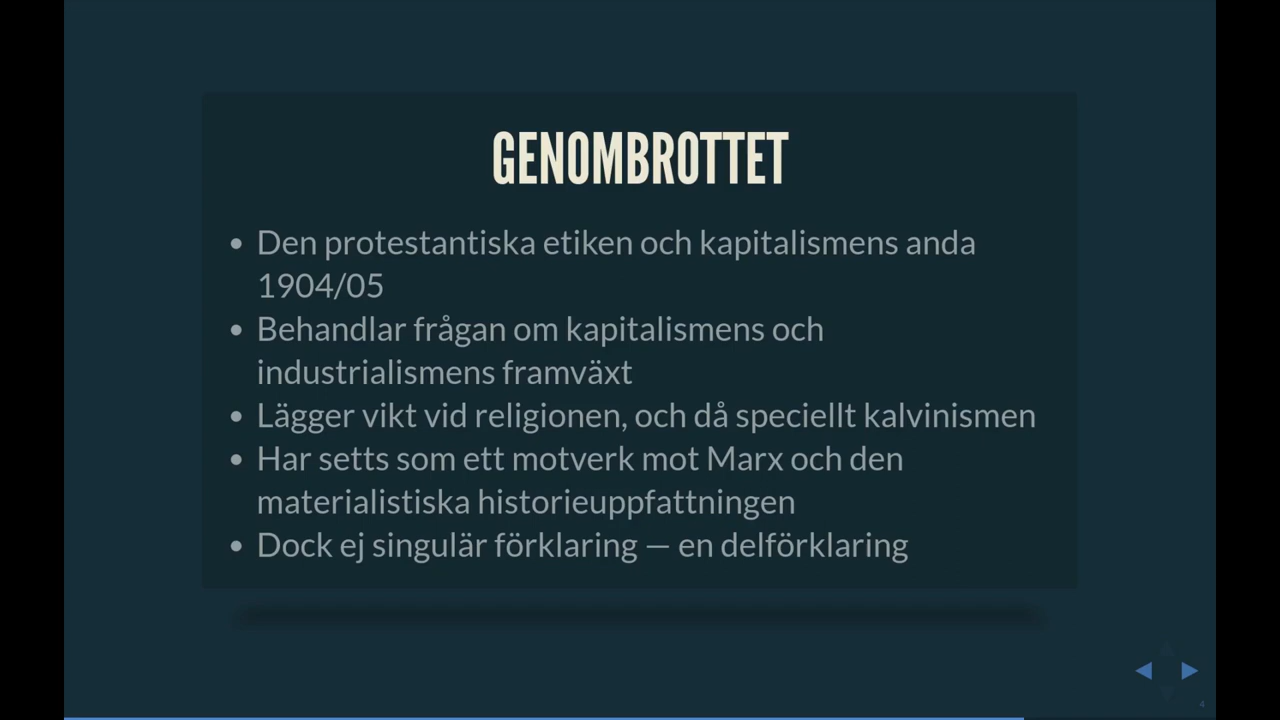 GENOMBROTTET
• Den protestantiska etiken och kapitalismens anda
1904/05
• Behandlar frågan om kapitalismens och
industrialismens framväxt
• Lägger vikt vid religionen, och då speciellt kalvinismen
• Har setts som ett motverk mot Marx och den
materialistiska historieuppfattningen
• Dock ej singulär förklaring — en delförklaring
4